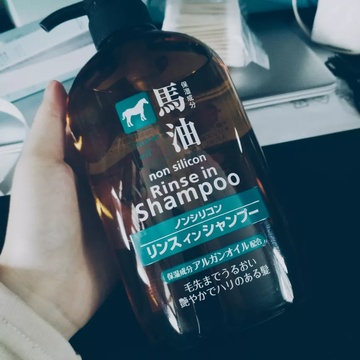 保湿成分
馬油
non silicon
Rinse in
Shampoo
ノンシリコン
リンスインシャンプー
保湿成分 アルガンオイル配合
毛先までうるおい
艶やかでハリのある髪